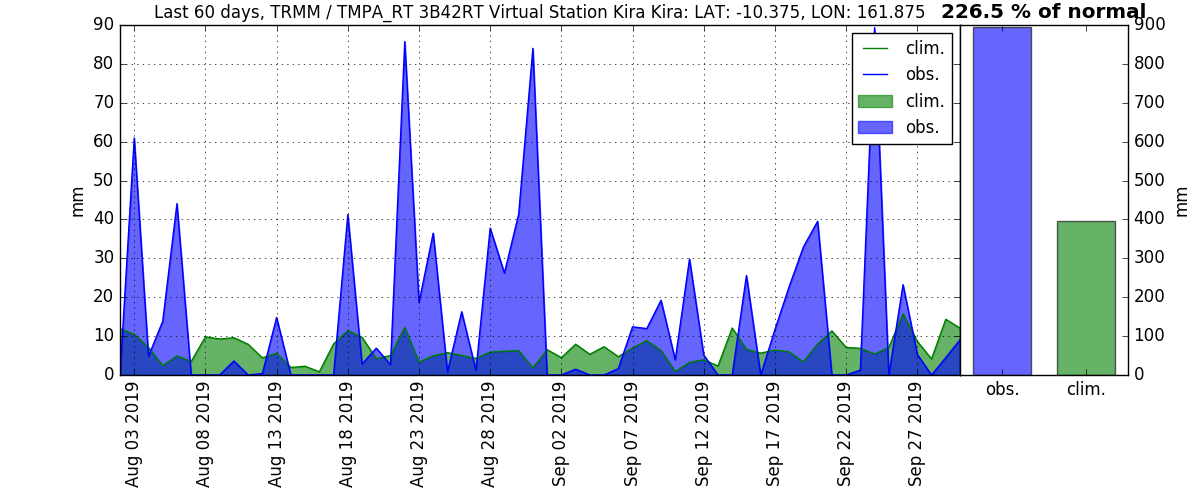 Last 60 days, TRMM / TMPA_RT 3B42RT Virtual Station Kira Kira: LAT: -10.375, LON: 161.875 226.5 % of normal
90
80
70
60
50
40
30
20
10
0
mm
clim.
obs.
clim.
obs.
900
800
700
600
500
400
300
200
100
0
mm
Aug 03 2019
Aug 08 2019
Aug 13 2019
Aug 18 2019
Aug 23 2019
Aug 28 2019
Sep 02 2019
Sep 07 2019
Sep 12 2019
Sep 17 2019
Sep 22 2019
Sep 27 2019
obs.
clim.